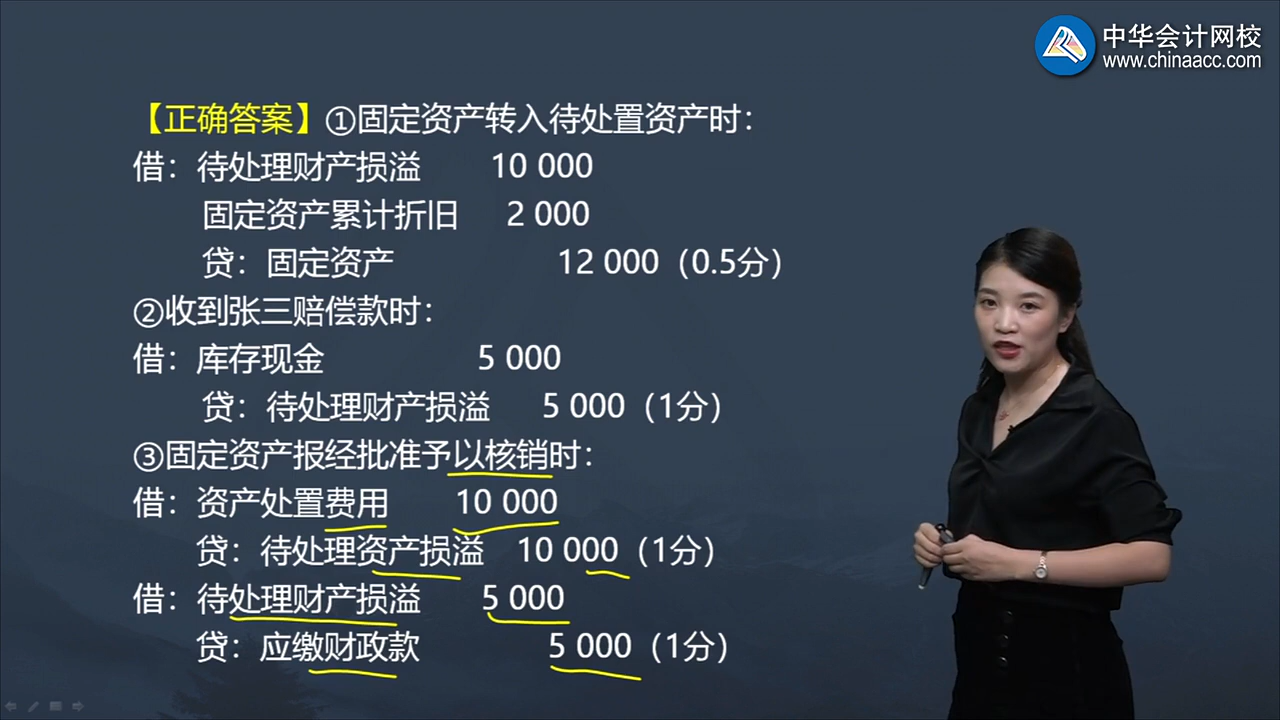 中华会计网校
www.chinaacc.com
【正确答案】①固定资产转入待处置资产时：
借：待处理财产损溢 10 000
固定资产累计折旧 2 000
贷：固定资产 12 000（0.5分）
②收到张三赔偿款时：
借：库存现金 5 000
贷：待处理财产损溢 5 000（1分）
③固定资产报经批准予以核销时：
借：资产处置费用 10 000
贷：待处理资产损溢 10 000（1分）
借：待处理财产损溢 5 000
贷：应缴财政款 5 000（1分）